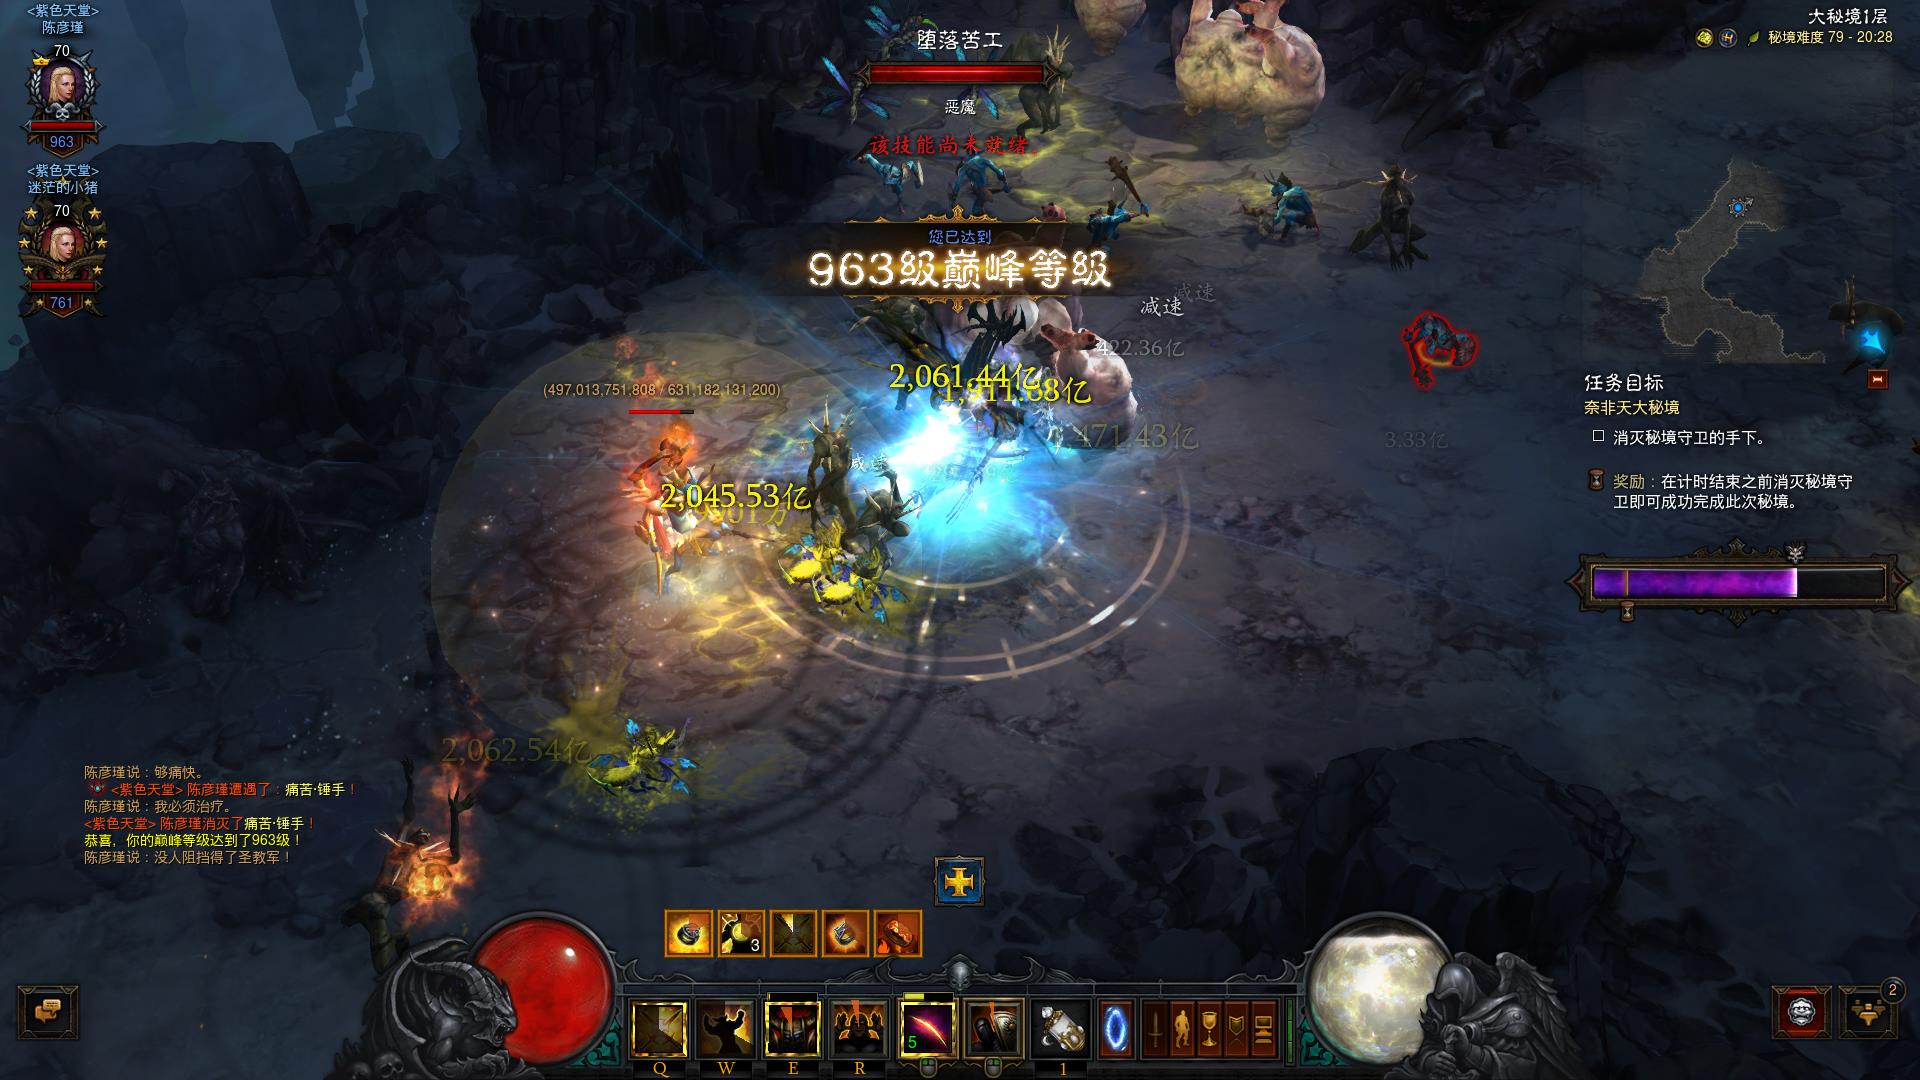 <紫色天堂>
陈彦瑾
70
963
<紫色天堂>
迷茫的小猪
70
761
堕落苦工
恶魔
该技能尚未就绪。
您已达到
963级巅峰等级
减速
减速
422.36亿
2,061.44亿
1,911.68亿
471.43亿
3.33亿
(497,013,751,808 / 631,182,131,200)
减速
2,045.53亿
2,062.54亿
大秘境1层
秘境难度 79 - 20:28
任务目标
奈非天大秘境
消灭秘境守卫的手下。
奖励：在计时结束之前消灭秘境守
卫即可成功完成此次秘境。
陈彦瑾说：够痛快。
<紫色天堂> 陈彦瑾遭遇了：痛苦·锤手！
陈彦瑾说：我必须治疗。
<紫色天堂> 陈彦瑾消灭了痛苦·锤手！
恭喜，你的巅峰等级达到了963级！
陈彦瑾说：没人阻挡得了圣教军！
3
5
2
Q W E R 1